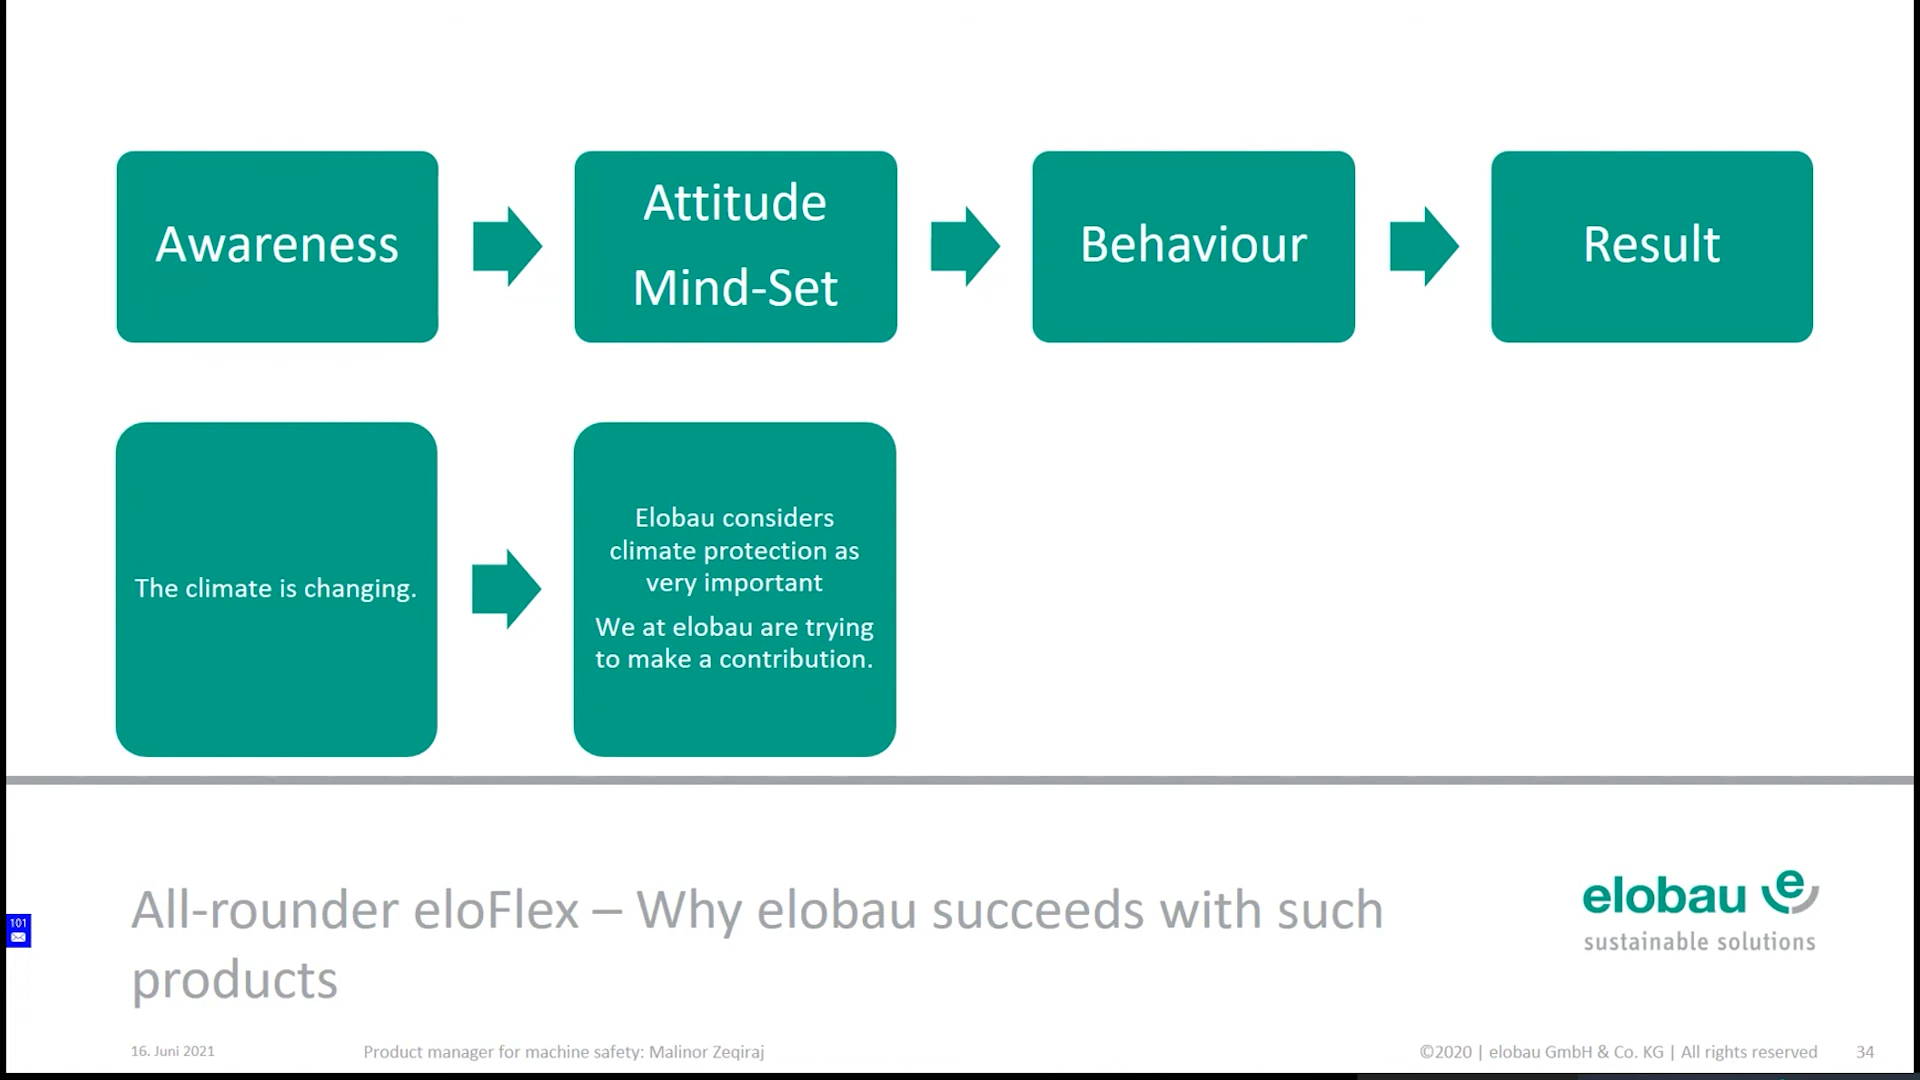 Awareness
Attitude
Mind-Set
Behaviour
Result
The climate is changing.
Elobau considers
climate protection as
very important
We at elobau are trying
to make a contribution.
All-rounder eloFlex – Why elobau succeeds with such
products
elobau e
sustainable solutions
101
16. Juni 2021
Product manager for machine safety: Malinor Zeqiraj
©2020 | elobau GmbH & Co. KG | All rights reserved
34